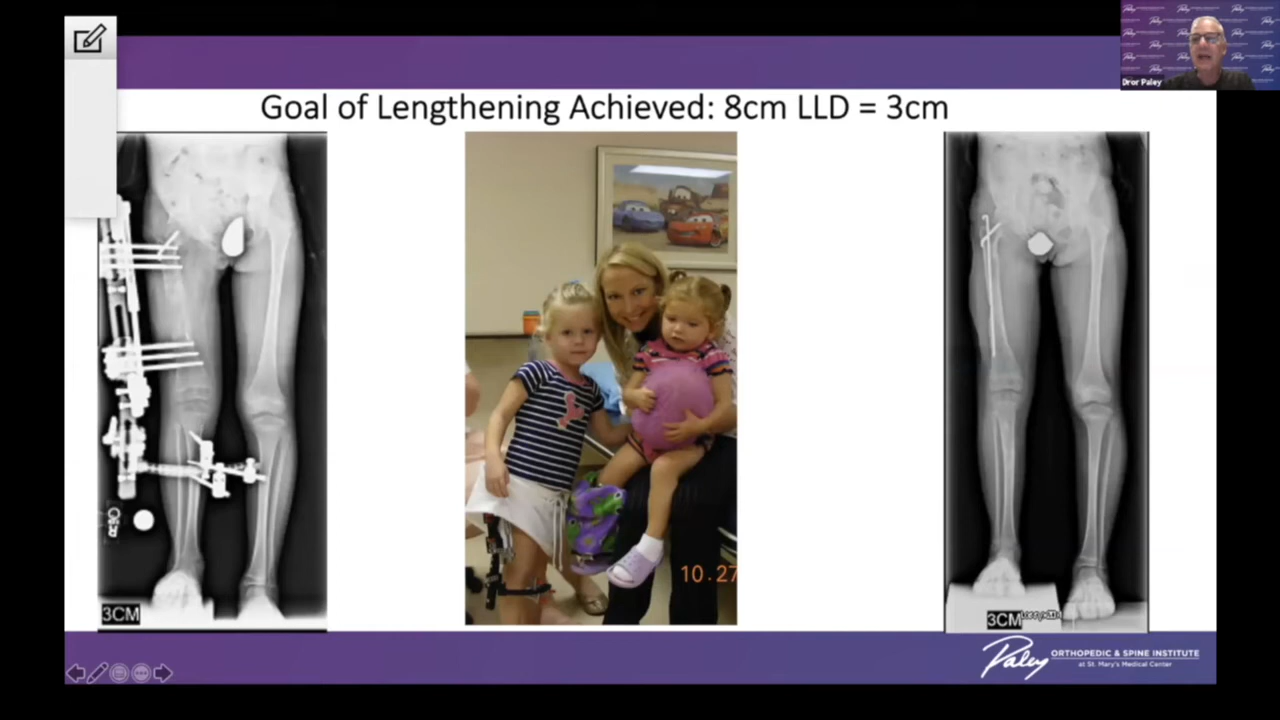 Goal of Lengthening Achieved: 8cm LLD = 3cm
Dror Paley
10.27
3CM
3CM
Paley
ORTHOPEDIC & SPINE INSTITUTE
at St. Mary's Medical Center